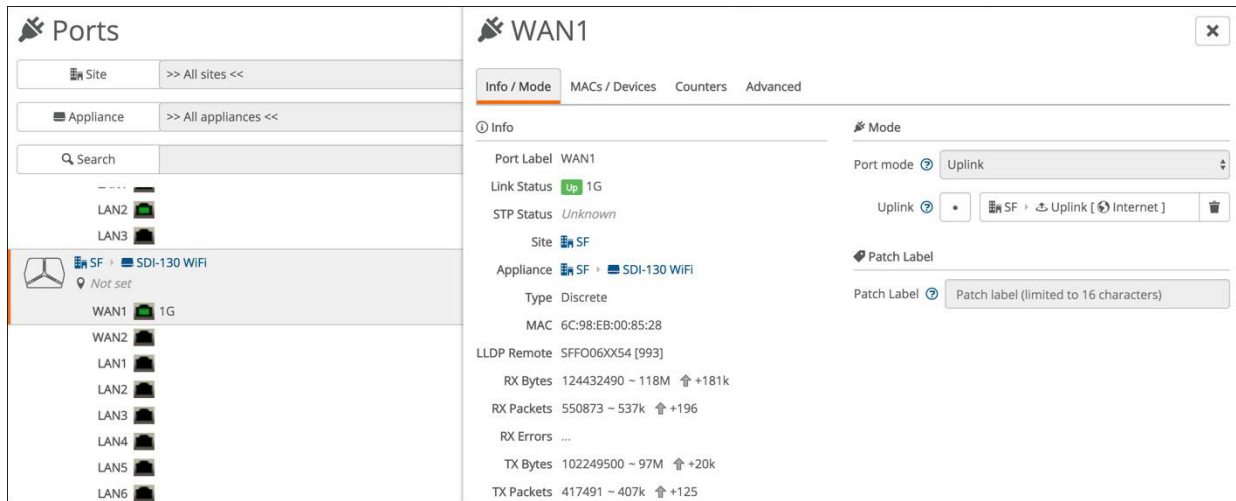 Ports
Site >> All sites <<
Appliance >> All appliances <<
Search
LAN2
LAN3
SF › SDI-130 WiFi
Not set
WAN1 1G
WAN2
LAN1
LAN2
LAN3
LAN4
LAN5
LAN6
WAN1
Info / Mode MACs / Devices Counters Advanced
Info
Port Label WAN1
Link Status Up 1G
STP Status Unknown
Site SF
Appliance SF › SDI-130 WiFi
Type Discrete
MAC 6C:98:EB:00:85:28
LLDP Remote SFFO06XX54 [993]
RX Bytes 124432490 ~ 118M +181k
RX Packets 550873 ~ 537k +196
RX Errors ...
TX Bytes 102249500 ~ 97M +20k
TX Packets 417491 ~ 407k +125
Mode
Port mode Uplink
Uplink SF › Uplink [ Internet ]
Patch Label
Patch Label Patch label (limited to 16 characters)